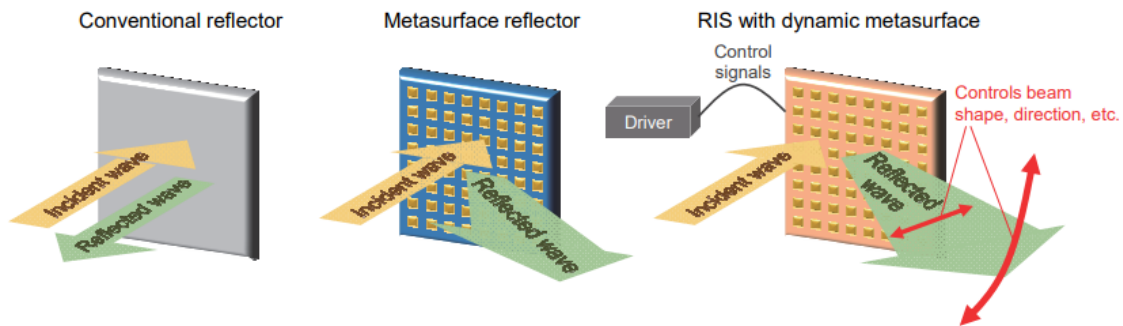 Conventional reflector
Metasurface reflector
RIS with dynamic metasurface
Incident wave
Reflected wave
Incident wave
Reflected wave
Control
signals
Driver
Incident wave
Reflected
wave
Controls beam
shape, direction, etc.